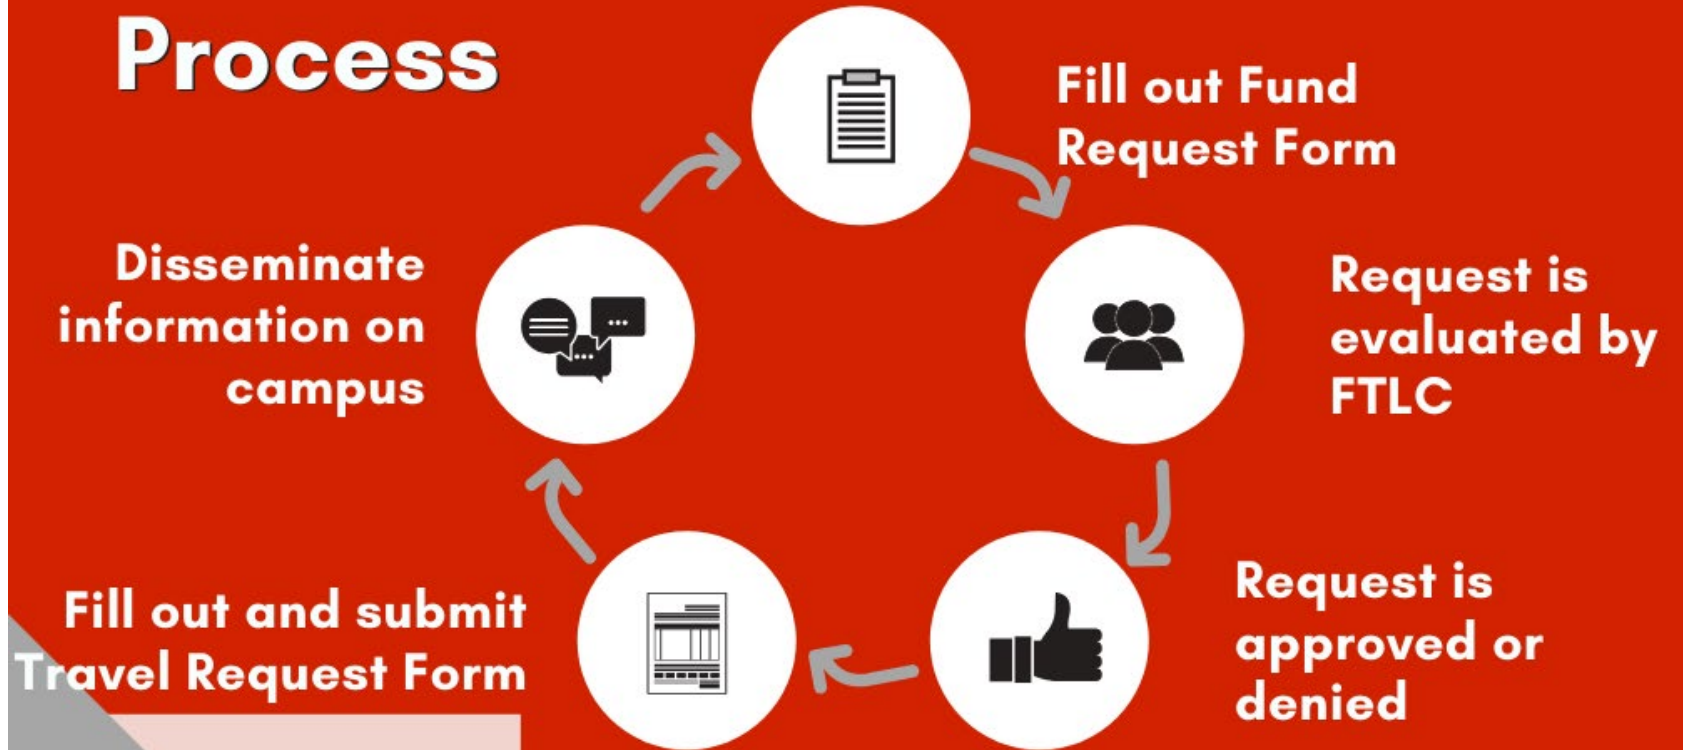 Process
Fill out Fund
Request Form
Request is
evaluated by
FTLC
Request is
approved or
denied
Fill out and submit
Travel Request Form
Disseminate
information on
campus